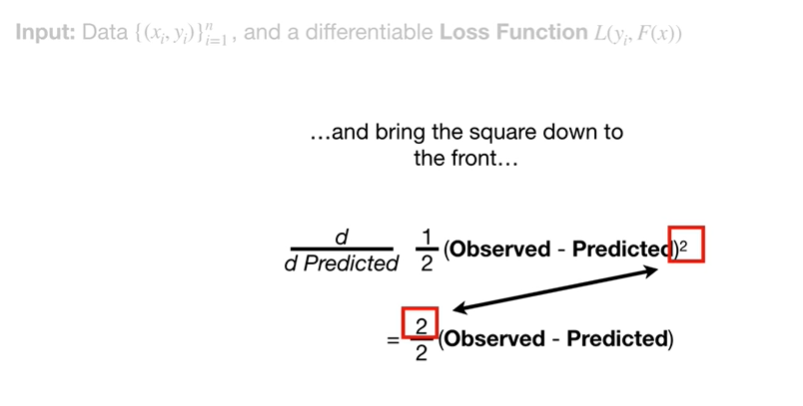 Input: Data {(xᵢ, yᵢ)}ⁿᵢ₌₁, and a differentiable Loss Function L(yᵢ, F(x))
…and bring the square down to
the front…
d/d Predicted 1/2 (Observed - Predicted)²
= 2/2 (Observed - Predicted)